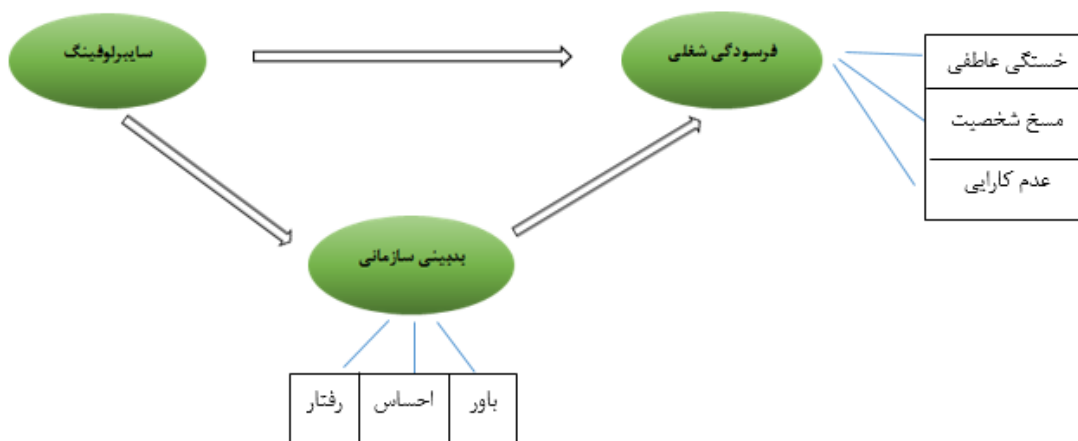 سایبرلوفینگ
فرسودگی شغلی
خستگی عاطفی
مسخ شخصیت
عدم کارایی
بدبینی سازمانی
باور
احساس
رفتار